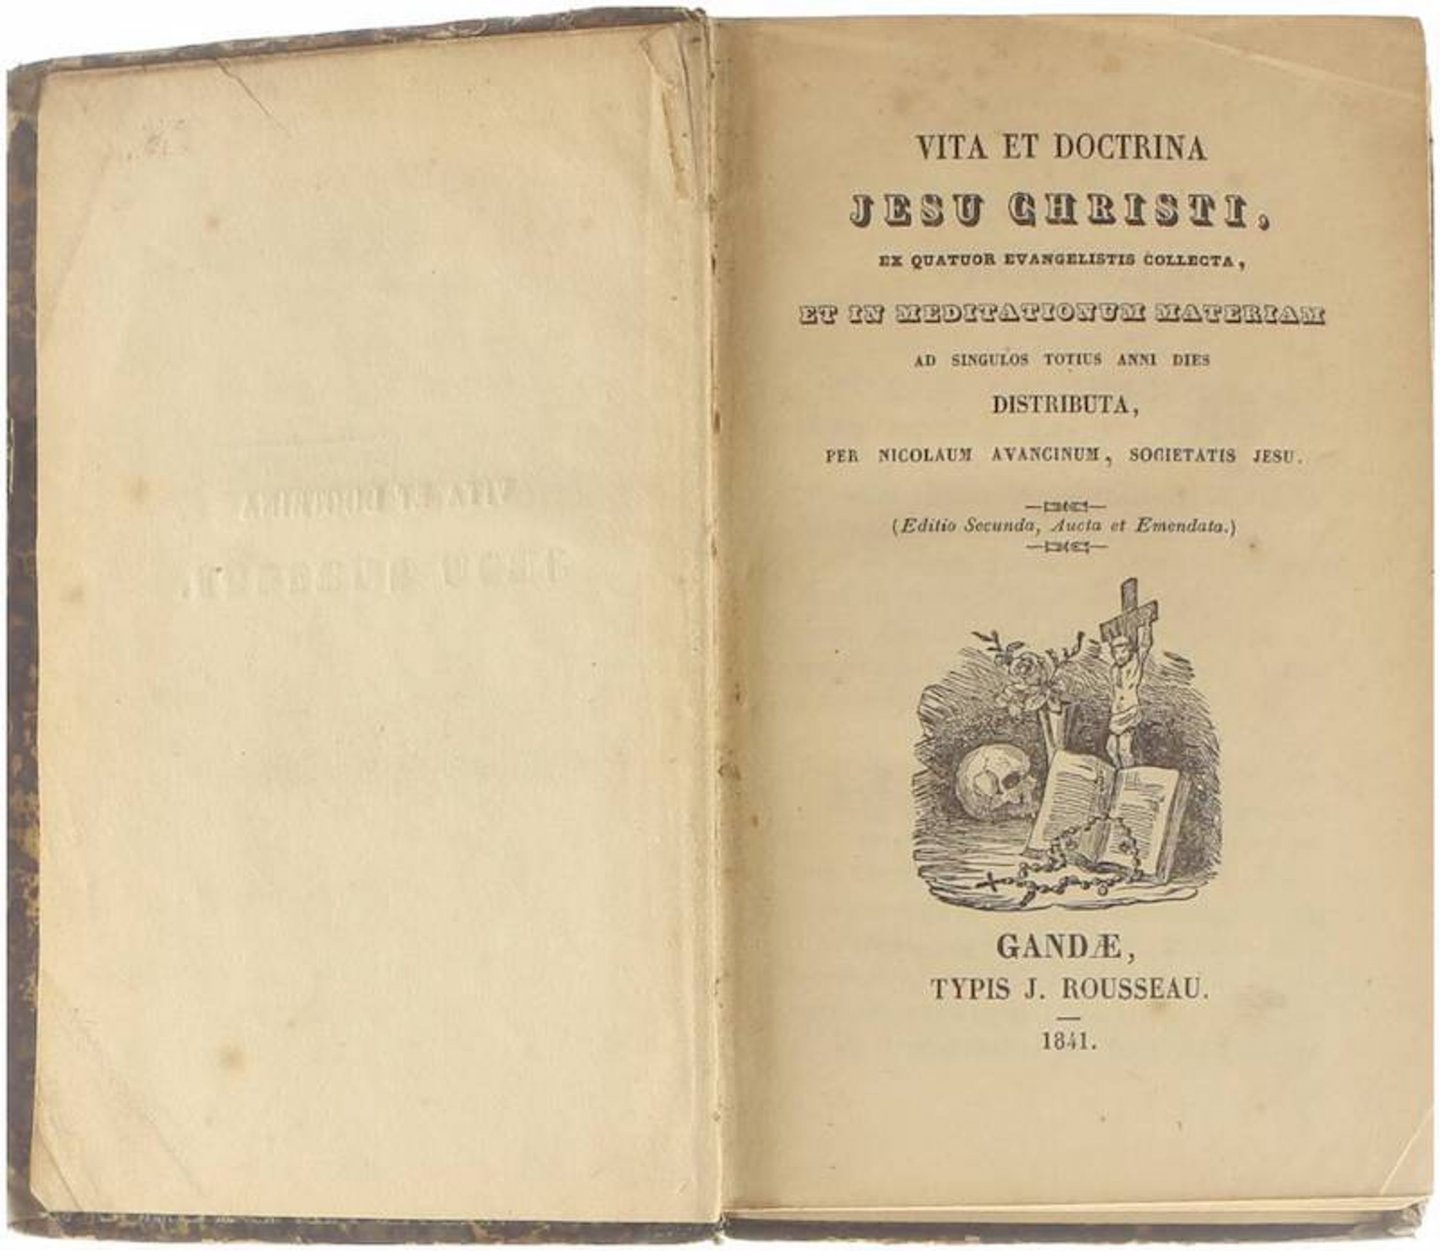 VITA ET DOCTRINA
JESU CHRISTI,
EX QUATUOR EVANGELISTIS COLLECTA,
ET IN MEDITATIONUM MATERIAM
AD SINGULOS TOTIUS ANNI DIES
DISTRIBUTA,
PER NICOLAUM AVANCINUM, SOCIETATIS JESU.
(Editio Secunda, Aucta et Emendata.)
GANDÆ,
TYPIS J. ROUSSEAU.
1841.